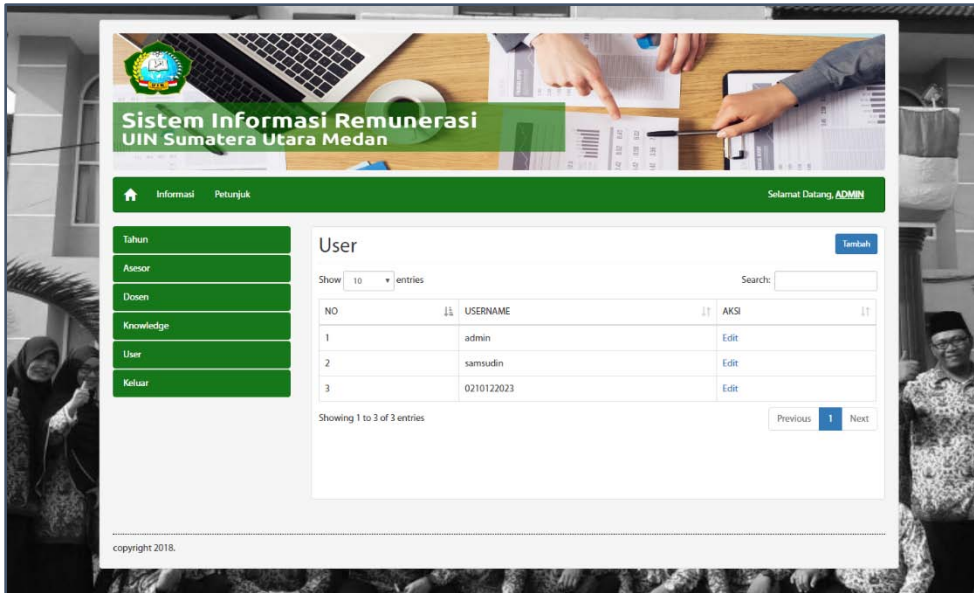 UIN
Sistem Informasi Remunerasi
UIN Sumatera Utara Medan
Informasi Petunjuk Selamat Datang, ADMIN
Tahun
Asesor
Dosen
Knowledge
User
Keluar
User Tambah
Show 10 entries Search:
NO USERNAME AKSI
1 admin Edit
2 samsudin Edit
3 0210122023 Edit
Showing 1 to 3 of 3 entries Previous 1 Next
copyright 2018.